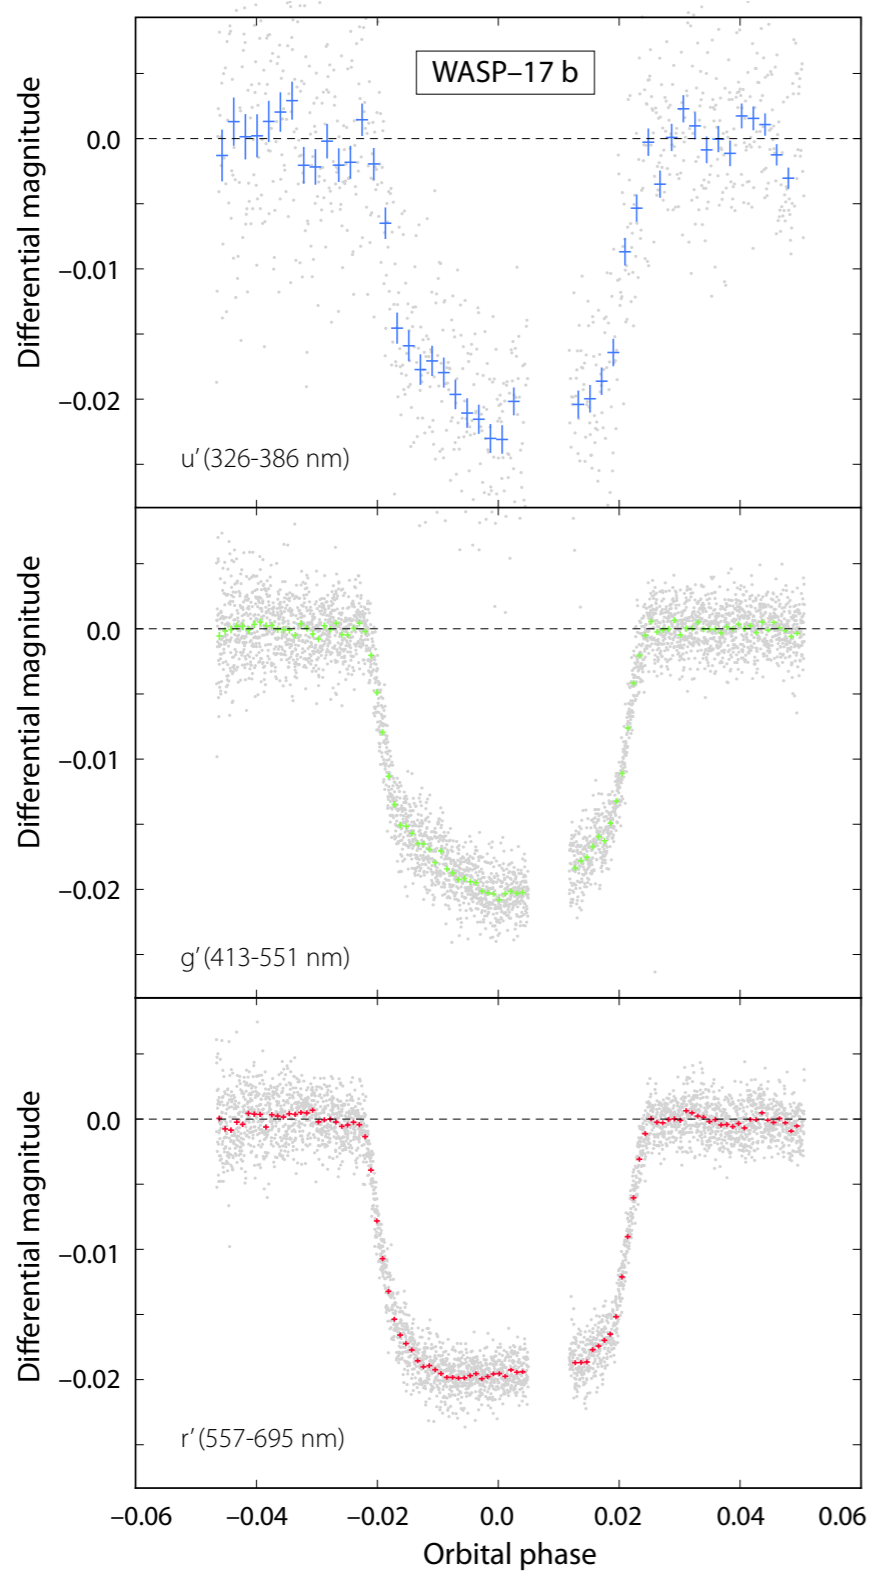 WASP–17 b
Differential magnitude
0.0
–0.01
–0.02
u′ (326-386 nm)
Differential magnitude
0.0
–0.01
–0.02
g′ (413-551 nm)
Differential magnitude
0.0
–0.01
–0.02
r′ (557-695 nm)
–0.06 –0.04 –0.02 0.0 0.02 0.04 0.06
Orbital phase